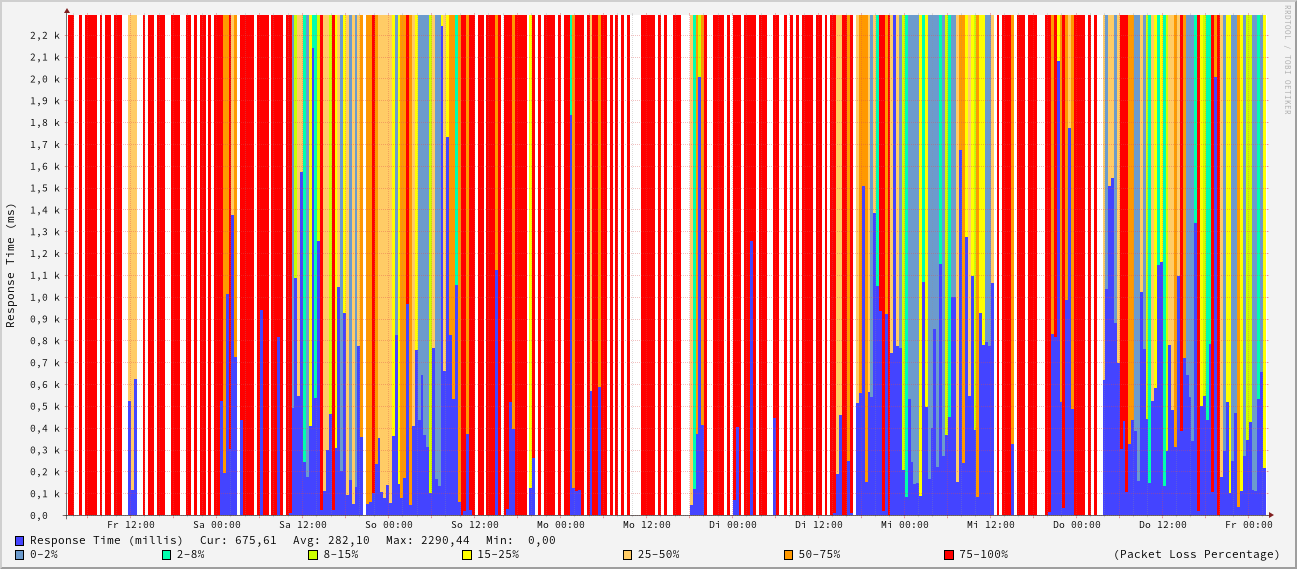 RRDTOOL / TOBI OETIKER
Response Time (ms)
2,2 k
2,1 k
2,0 k
1,9 k
1,8 k
1,7 k
1,6 k
1,5 k
1,4 k
1,3 k
1,2 k
1,1 k
1,0 k
0,9 k
0,8 k
0,7 k
0,6 k
0,5 k
0,4 k
0,3 k
0,2 k
0,1 k
0,0
Fr 12:00 Sa 00:00 Sa 12:00 So 00:00 So 12:00 Mo 00:00 Mo 12:00 Di 00:00 Di 12:00 Mi 00:00 Mi 12:00 Do 00:00 Do 12:00 Fr 00:00
Response Time (millis) Cur: 675,61 Avg: 282,10 Max: 2290,44 Min: 0,00
0-2% 2-8% 8-15% 15-25% 25-50% 50-75% 75-100% (Packet Loss Percentage)